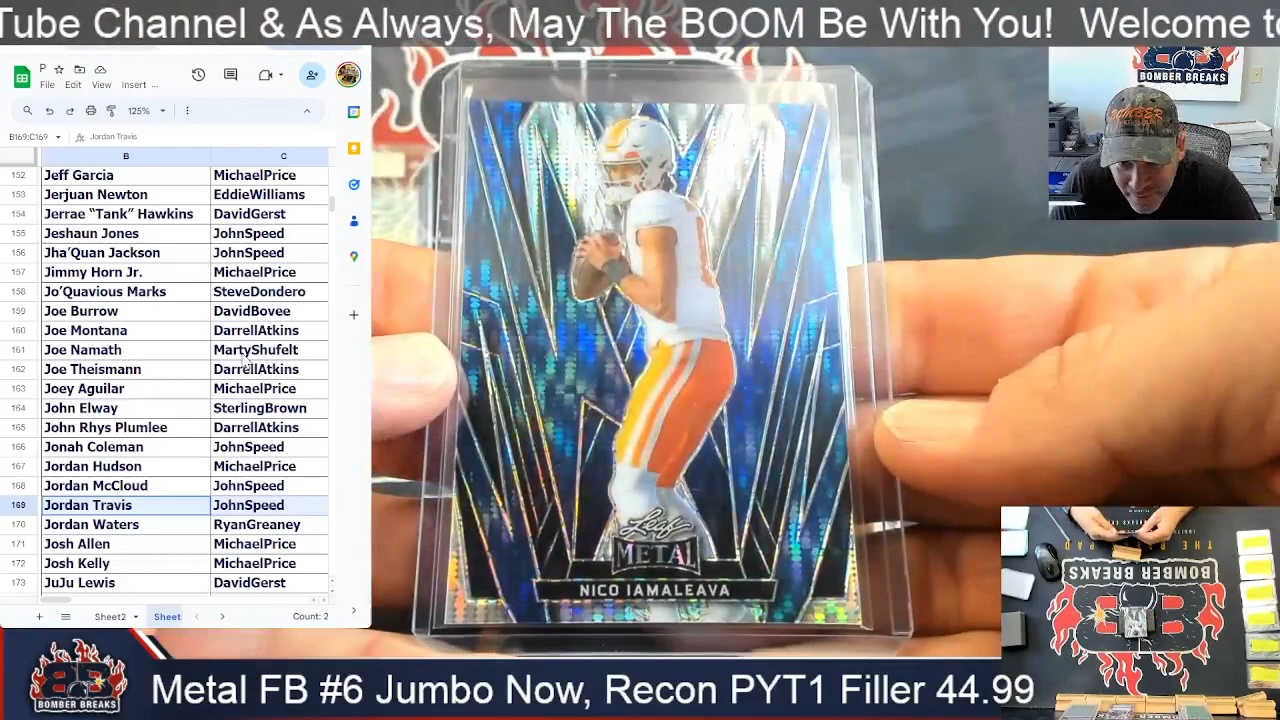 Tube Channel & As Always, May The BOOM Be With You! Welcome to
P
File Edit View Insert ...
125%
B169:C169 fx Jordan Travis
B C
152 Jeff Garcia MichaelPrice
153 Jerjuan Newton EddieWilliams
154 Jerrae “Tank” Hawkins DavidGerst
155 Jeshaun Jones JohnSpeed
156 Jha’Quan Jackson JohnSpeed
157 Jimmy Horn Jr. MichaelPrice
158 Jo’Quavious Marks SteveDondero
159 Joe Burrow DavidBovee
160 Joe Montana DarrellAtkins
161 Joe Namath MartyShufelt
162 Joe Theismann DarrellAtkins
163 Joey Aguilar MichaelPrice
164 John Elway SterlingBrown
165 John Rhys Plumlee DarrellAtkins
166 Jonah Coleman JohnSpeed
167 Jordan Hudson MichaelPrice
168 Jordan McCloud JohnSpeed
169 Jordan Travis JohnSpeed
170 Jordan Waters RyanGreaney
171 Josh Allen MichaelPrice
172 Josh Kelly MichaelPrice
173 JuJu Lewis DavidGerst
Sheet2 Sheet Count: 2
Leaf
METAL
NICO IAMALEAVA
BOMBER BREAKS
BOMBER
BOMBER BREAKS
BB
BOMBER BREAKS
Metal FB #6 Jumbo Now, Recon PYT1 Filler 44.99